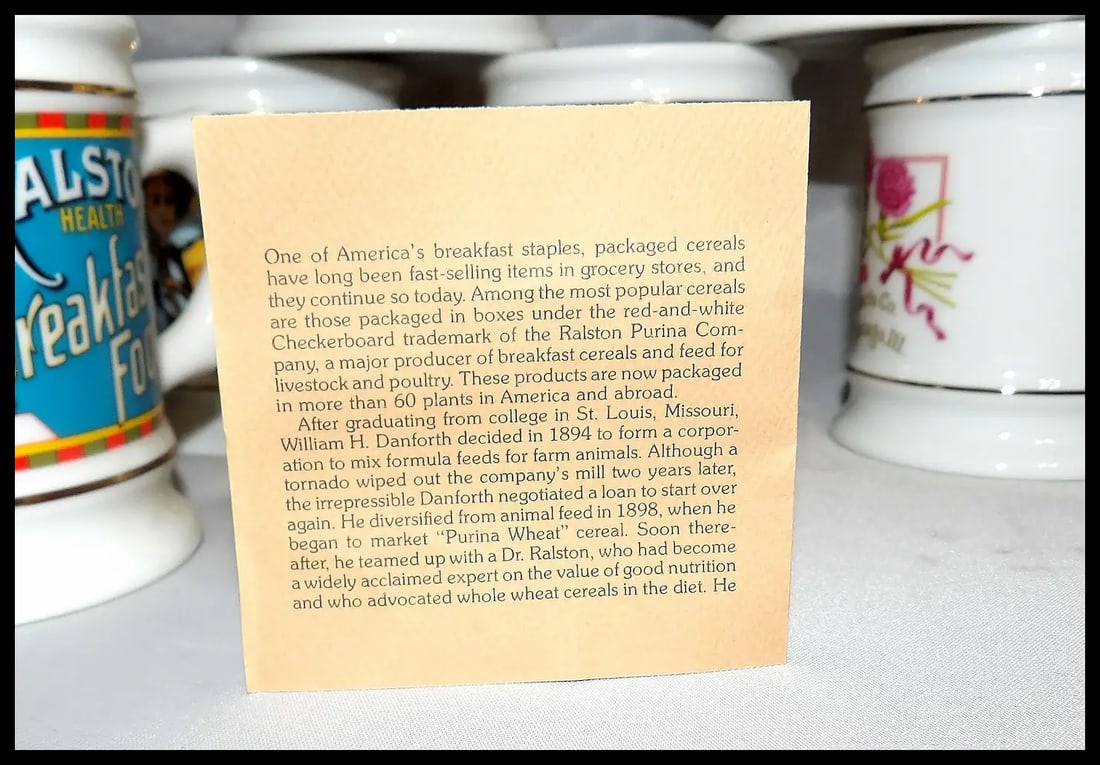 ALSTO
HEALTH
reakfas
Foo
One of America's breakfast staples, packaged cereals
have long been fast-selling items in grocery stores, and
they continue so today. Among the most popular cereals
are those packaged in boxes under the red-and-white
Checkerboard trademark of the Ralston Purina Com-
pany, a major producer of breakfast cereals and feed for
livestock and poultry. These products are now packaged
in more than 60 plants in America and abroad.
After graduating from college in St. Louis, Missouri,
William H. Danforth decided in 1894 to form a corpor-
ation to mix formula feeds for farm animals. Although a
tornado wiped out the company's mill two years later,
the irrepressible Danforth negotiated a loan to start over
again. He diversified from animal feed in 1898, when he
began to market "Purina Wheat" cereal. Soon there-
after, he teamed up with a Dr. Ralston, who had become
a widely acclaimed expert on the value of good nutrition
and who advocated whole wheat cereals in the diet. He
Co
Ill